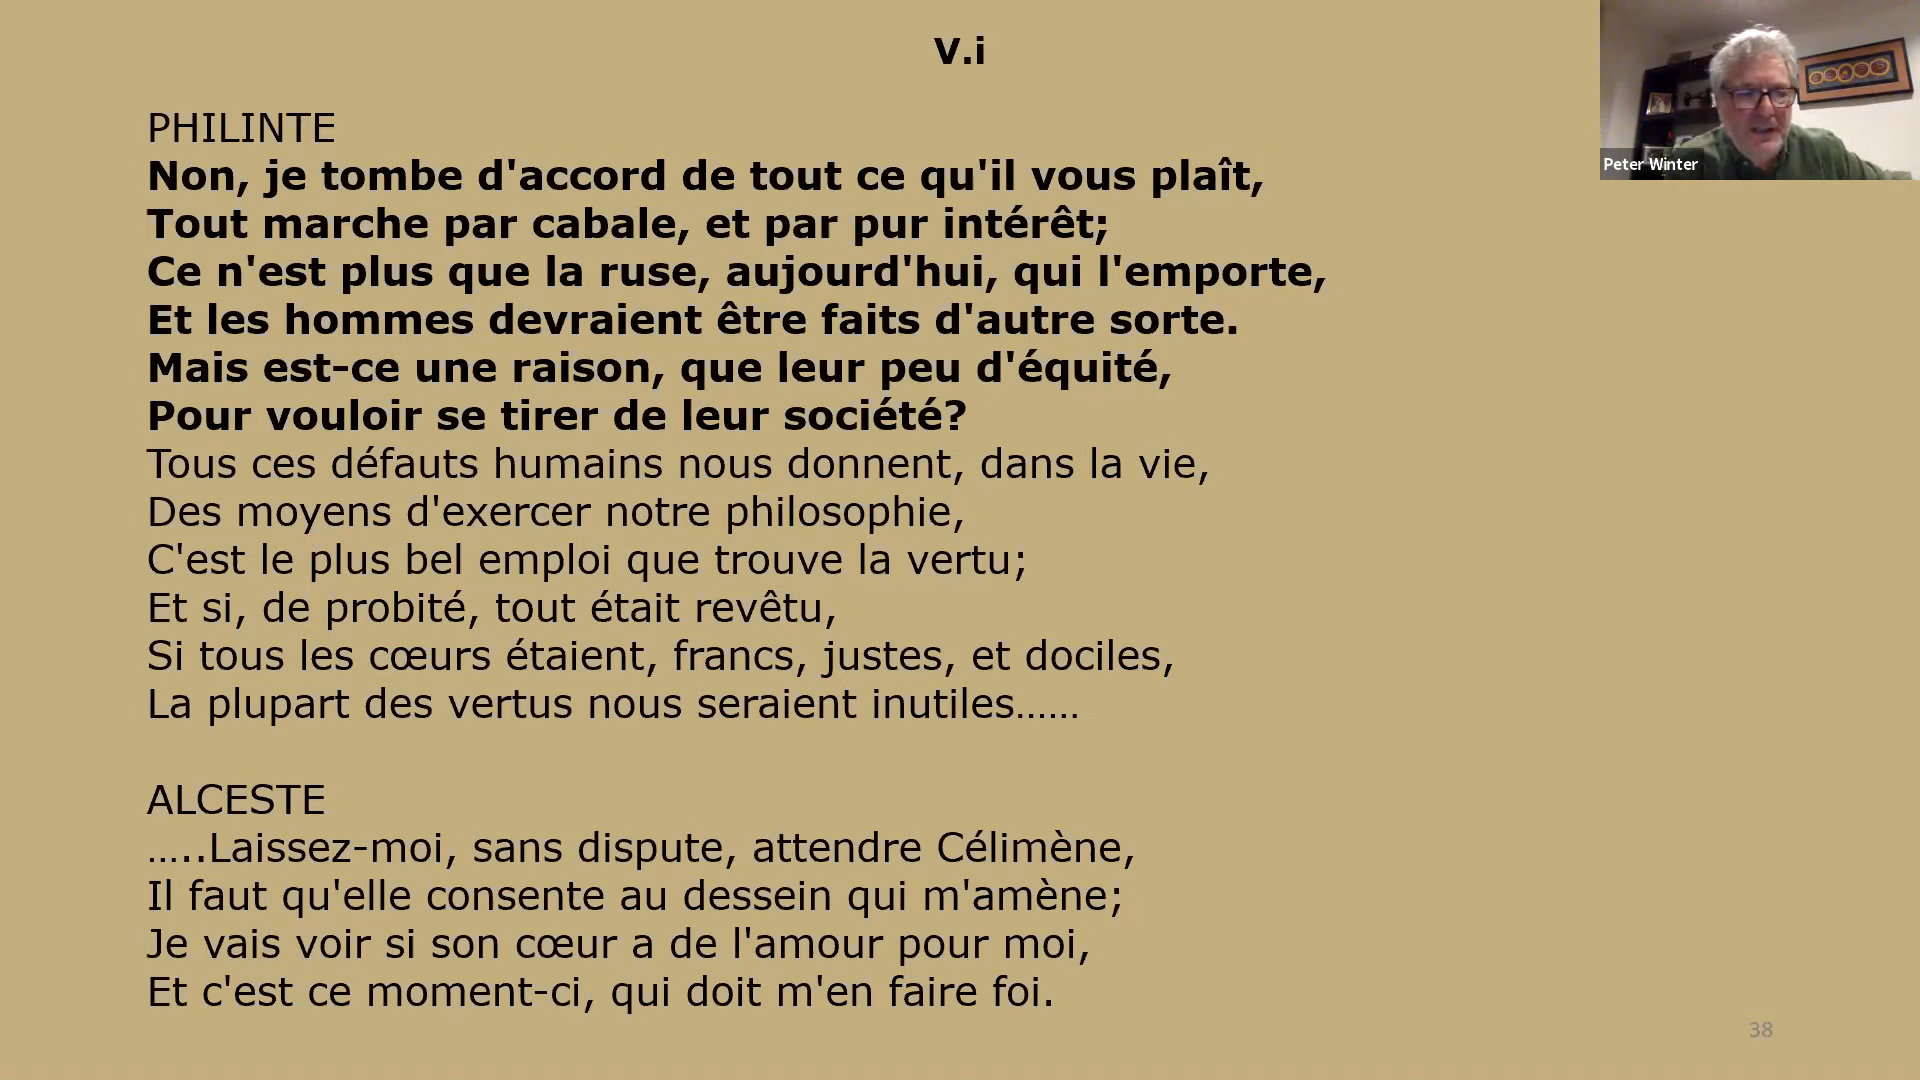 V.i
PHILINTE
Non, je tombe d'accord de tout ce qu'il vous plaît,
Tout marche par cabale, et par pur intérêt;
Ce n'est plus que la ruse, aujourd'hui, qui l'emporte,
Et les hommes devraient être faits d'autre sorte.
Mais est-ce une raison, que leur peu d'équité,
Pour vouloir se tirer de leur société?
Tous ces défauts humains nous donnent, dans la vie,
Des moyens d'exercer notre philosophie,
C'est le plus bel emploi que trouve la vertu;
Et si, de probité, tout était revêtu,
Si tous les cœurs étaient, francs, justes, et dociles,
La plupart des vertus nous seraient inutiles……
ALCESTE
…..Laissez-moi, sans dispute, attendre Célimène,
Il faut qu'elle consente au dessein qui m'amène;
Je vais voir si son cœur a de l'amour pour moi,
Et c'est ce moment-ci, qui doit m'en faire foi.
38
Peter Winter